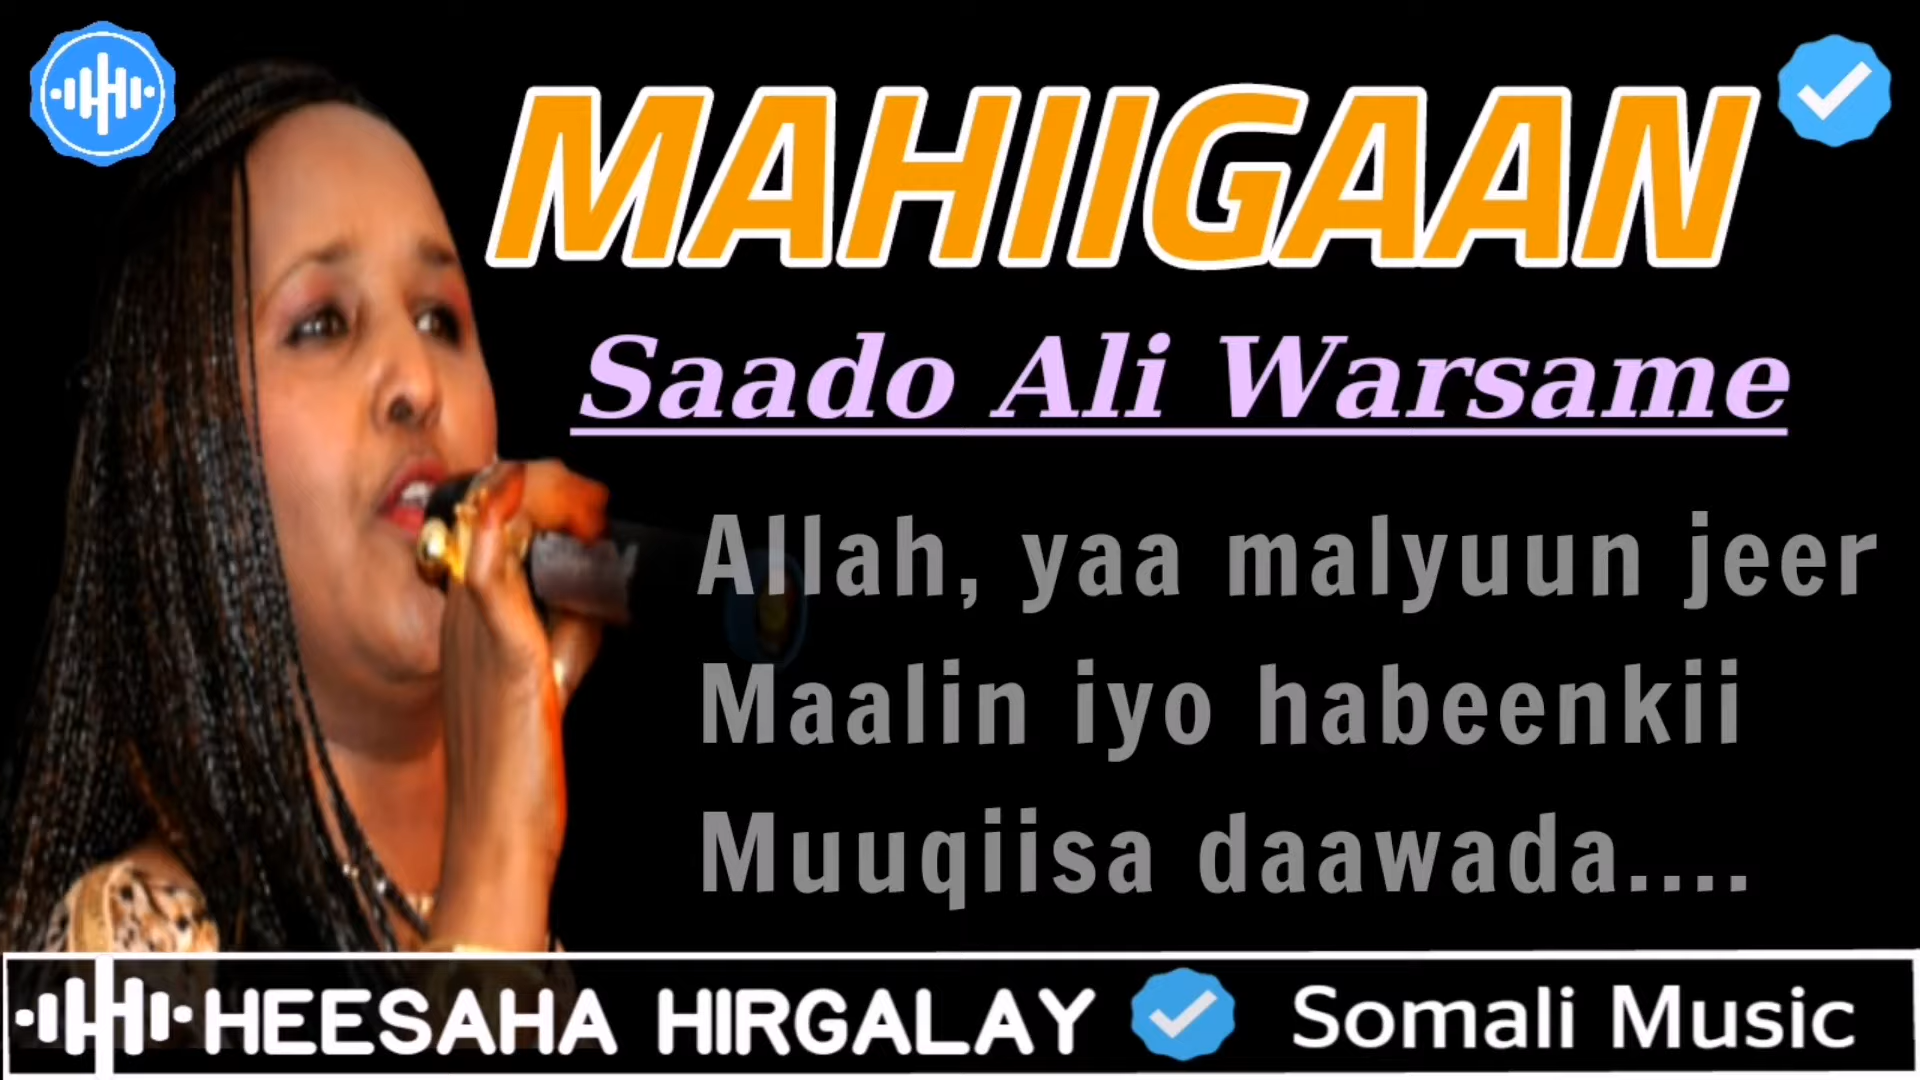 MAHIIGAAN
Saado Ali Warsame
Allah, yaa malyuun jeer
Maalin iyo habeenkii
Muuqiisa daawada....
HEESAHA HIRGALAY Somali Music